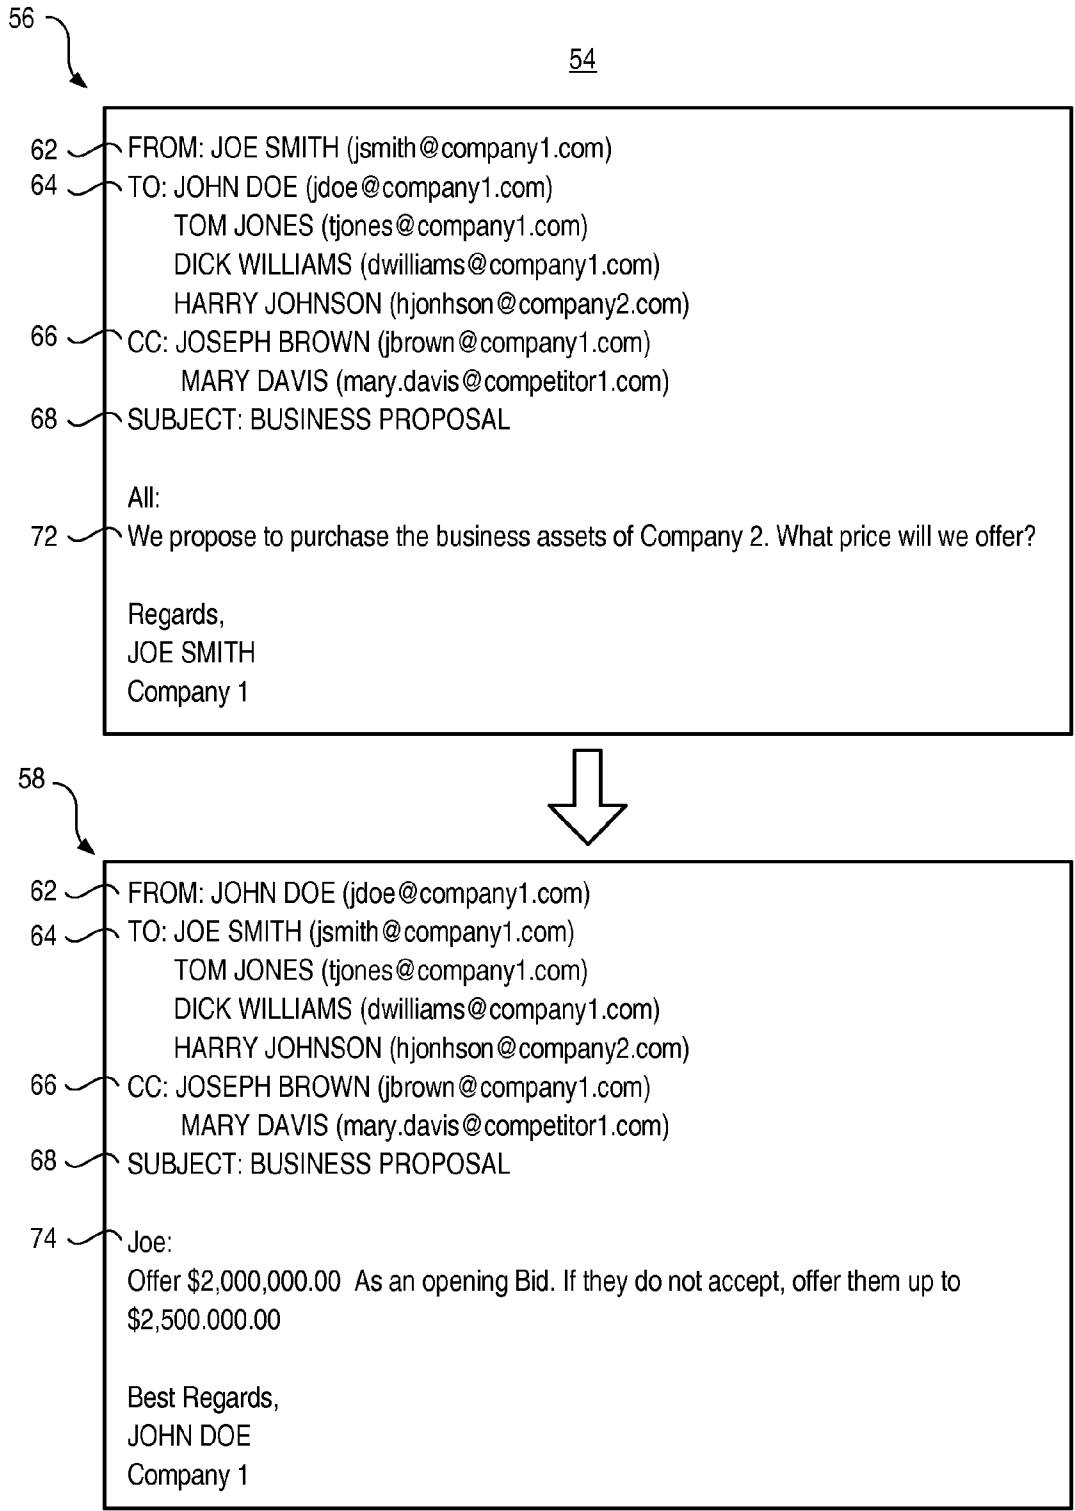 56
54
62 FROM: JOE SMITH (jsmith@company1.com)
64 TO: JOHN DOE (jdoe@company1.com)
TOM JONES (tjones@company1.com)
DICK WILLIAMS (dwilliams@company1.com)
HARRY JOHNSON (hjonhson@company2.com)
66 CC: JOSEPH BROWN (jbrown@company1.com)
MARY DAVIS (mary.davis@competitor1.com)
68 SUBJECT: BUSINESS PROPOSAL
All:
72 We propose to purchase the business assets of Company 2. What price will we offer?
Regards,
JOE SMITH
Company 1
58
62 FROM: JOHN DOE (jdoe@company1.com)
64 TO: JOE SMITH (jsmith@company1.com)
TOM JONES (tjones@company1.com)
DICK WILLIAMS (dwilliams@company1.com)
HARRY JOHNSON (hjonhson@company2.com)
66 CC: JOSEPH BROWN (jbrown@company1.com)
MARY DAVIS (mary.davis@competitor1.com)
68 SUBJECT: BUSINESS PROPOSAL
74 Joe:
Offer $2,000,000.00 As an opening Bid. If they do not accept, offer them up to
$2,500.000.00
Best Regards,
JOHN DOE
Company 1